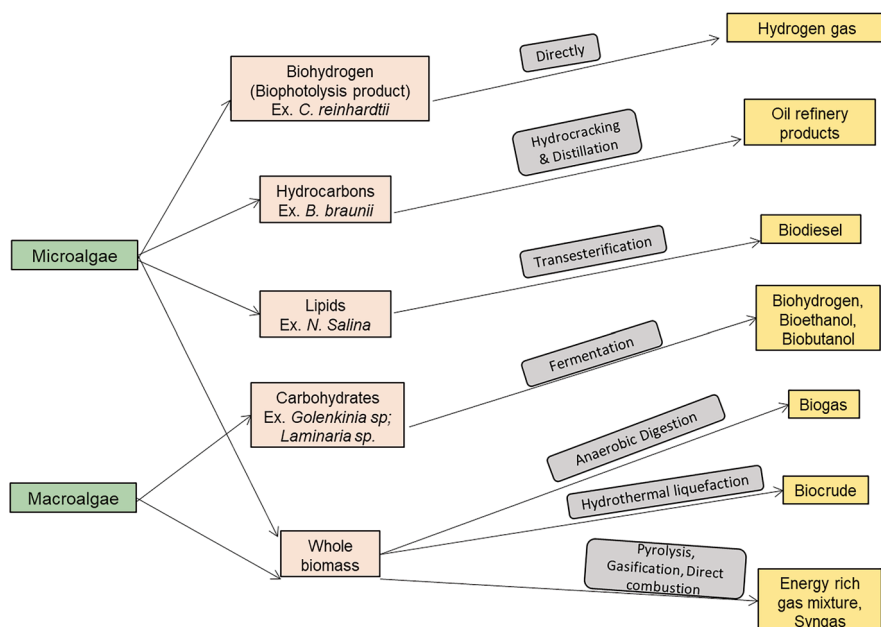 Hydrogen gas
Directly
Biohydrogen
(Biophotolysis product)
Ex. C. reinhardtii
Oil refinery
products
Hydrocracking
& Distillation
Hydrocarbons
Ex. B. braunii
Microalgae
Biodiesel
Transesterification
Lipids
Ex. N. Salina
Biohydrogen,
Bioethanol,
Biobutanol
Fermentation
Carbohydrates
Ex. Golenkinia sp;
Laminaria sp.
Biogas
Anaerobic Digestion
Macroalgae
Hydrothermal liquefaction
Biocrude
Whole
biomass
Pyrolysis,
Gasification, Direct
combustion
Energy rich
gas mixture,
Syngas